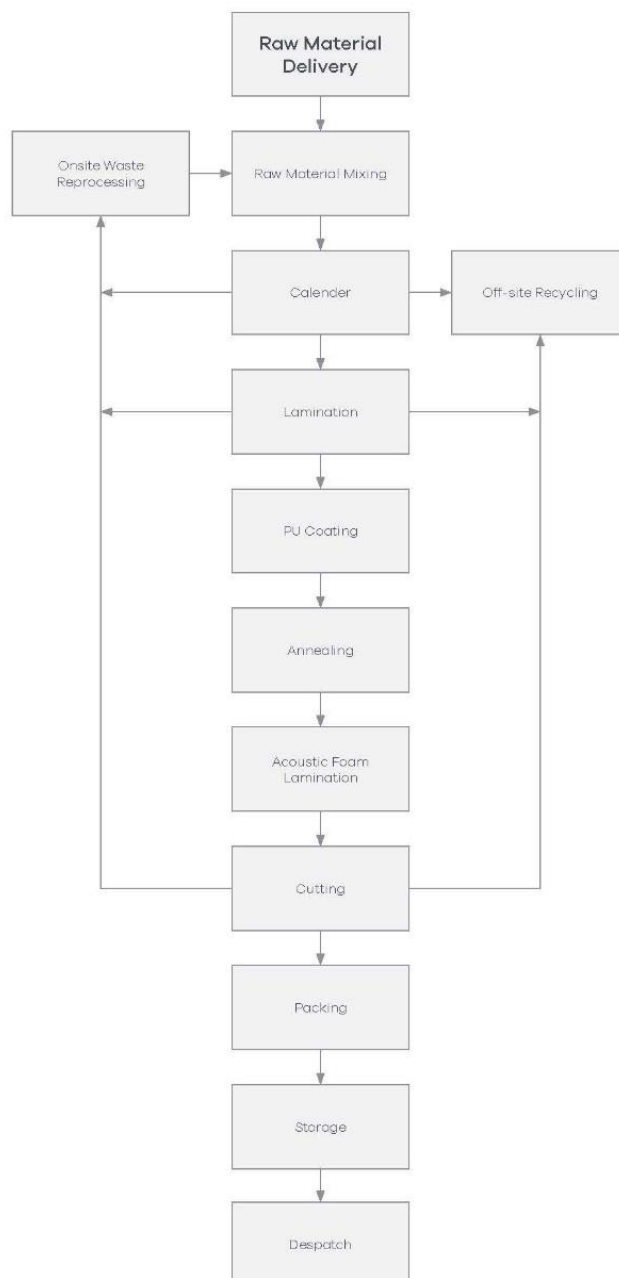 Raw Material
Delivery
Onsite Waste
Reprocessing
Raw Material Mixing
Calender
Off-site Recycling
Lamination
PU Coating
Annealing
Acoustic Foam
Lamination
Cutting
Packing
Storage
Despatch